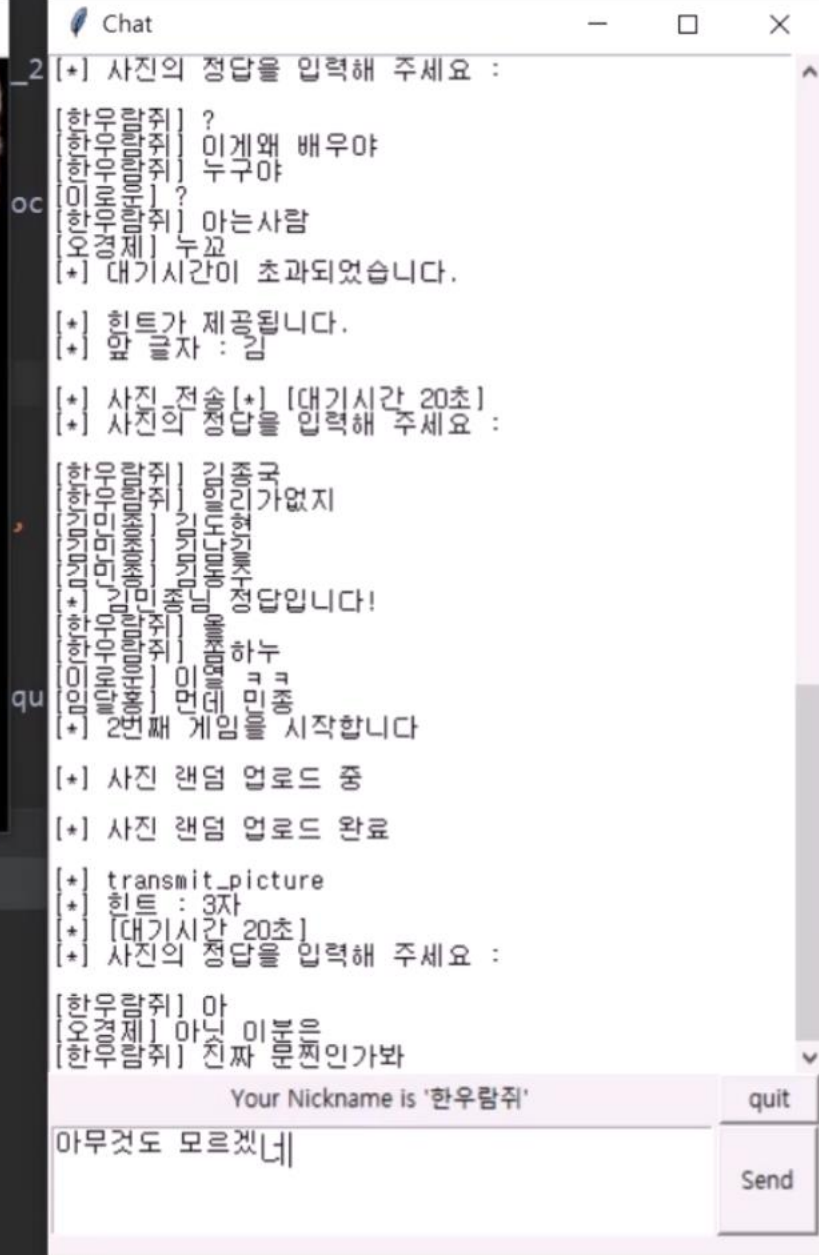 Chat
_2
[*] 사진의 정답을 입력해 주세요 :
[한우람쥐] ?
[한우람쥐] 이게왜 배우야
[한우람쥐] 누구야
oc
[이로운] ?
[한우람쥐] 아는사람
[오경제] 누꼬
[*] 대기시간이 초과되었습니다.
[*] 힌트가 제공됩니다.
[*] 앞 글자 : 김
[*] 사진_전송[*] [대기시간 20초]
[*] 사진의 정답을 입력해 주세요 :
[한우람쥐] 김종국
[한우람쥐] 일리가없지
,
[김민종] 김도현
[김민종] 김남길
[김민종] 김동주
[*] 김민종님 정답입니다!
[한우람쥐] 올
[한우람쥐] 쫌하누
[이로운] 이열 ㅋㅋ
qu
[임달홍] 먼데 민종
[*] 2번째 게임을 시작합니다
[*] 사진 랜덤 업로드 중
[*] 사진 랜덤 업로드 완료
[*] transmit_picture
[*] 힌트 : 3자
[*] [대기시간 20초]
[*] 사진의 정답을 입력해 주세요 :
[한우람쥐] 아
[오경제] 아닛 이분은
[한우람쥐] 진짜 문찐인가봐
Your Nickname is '한우람쥐'
quit
아무것도 모르겠네
Send